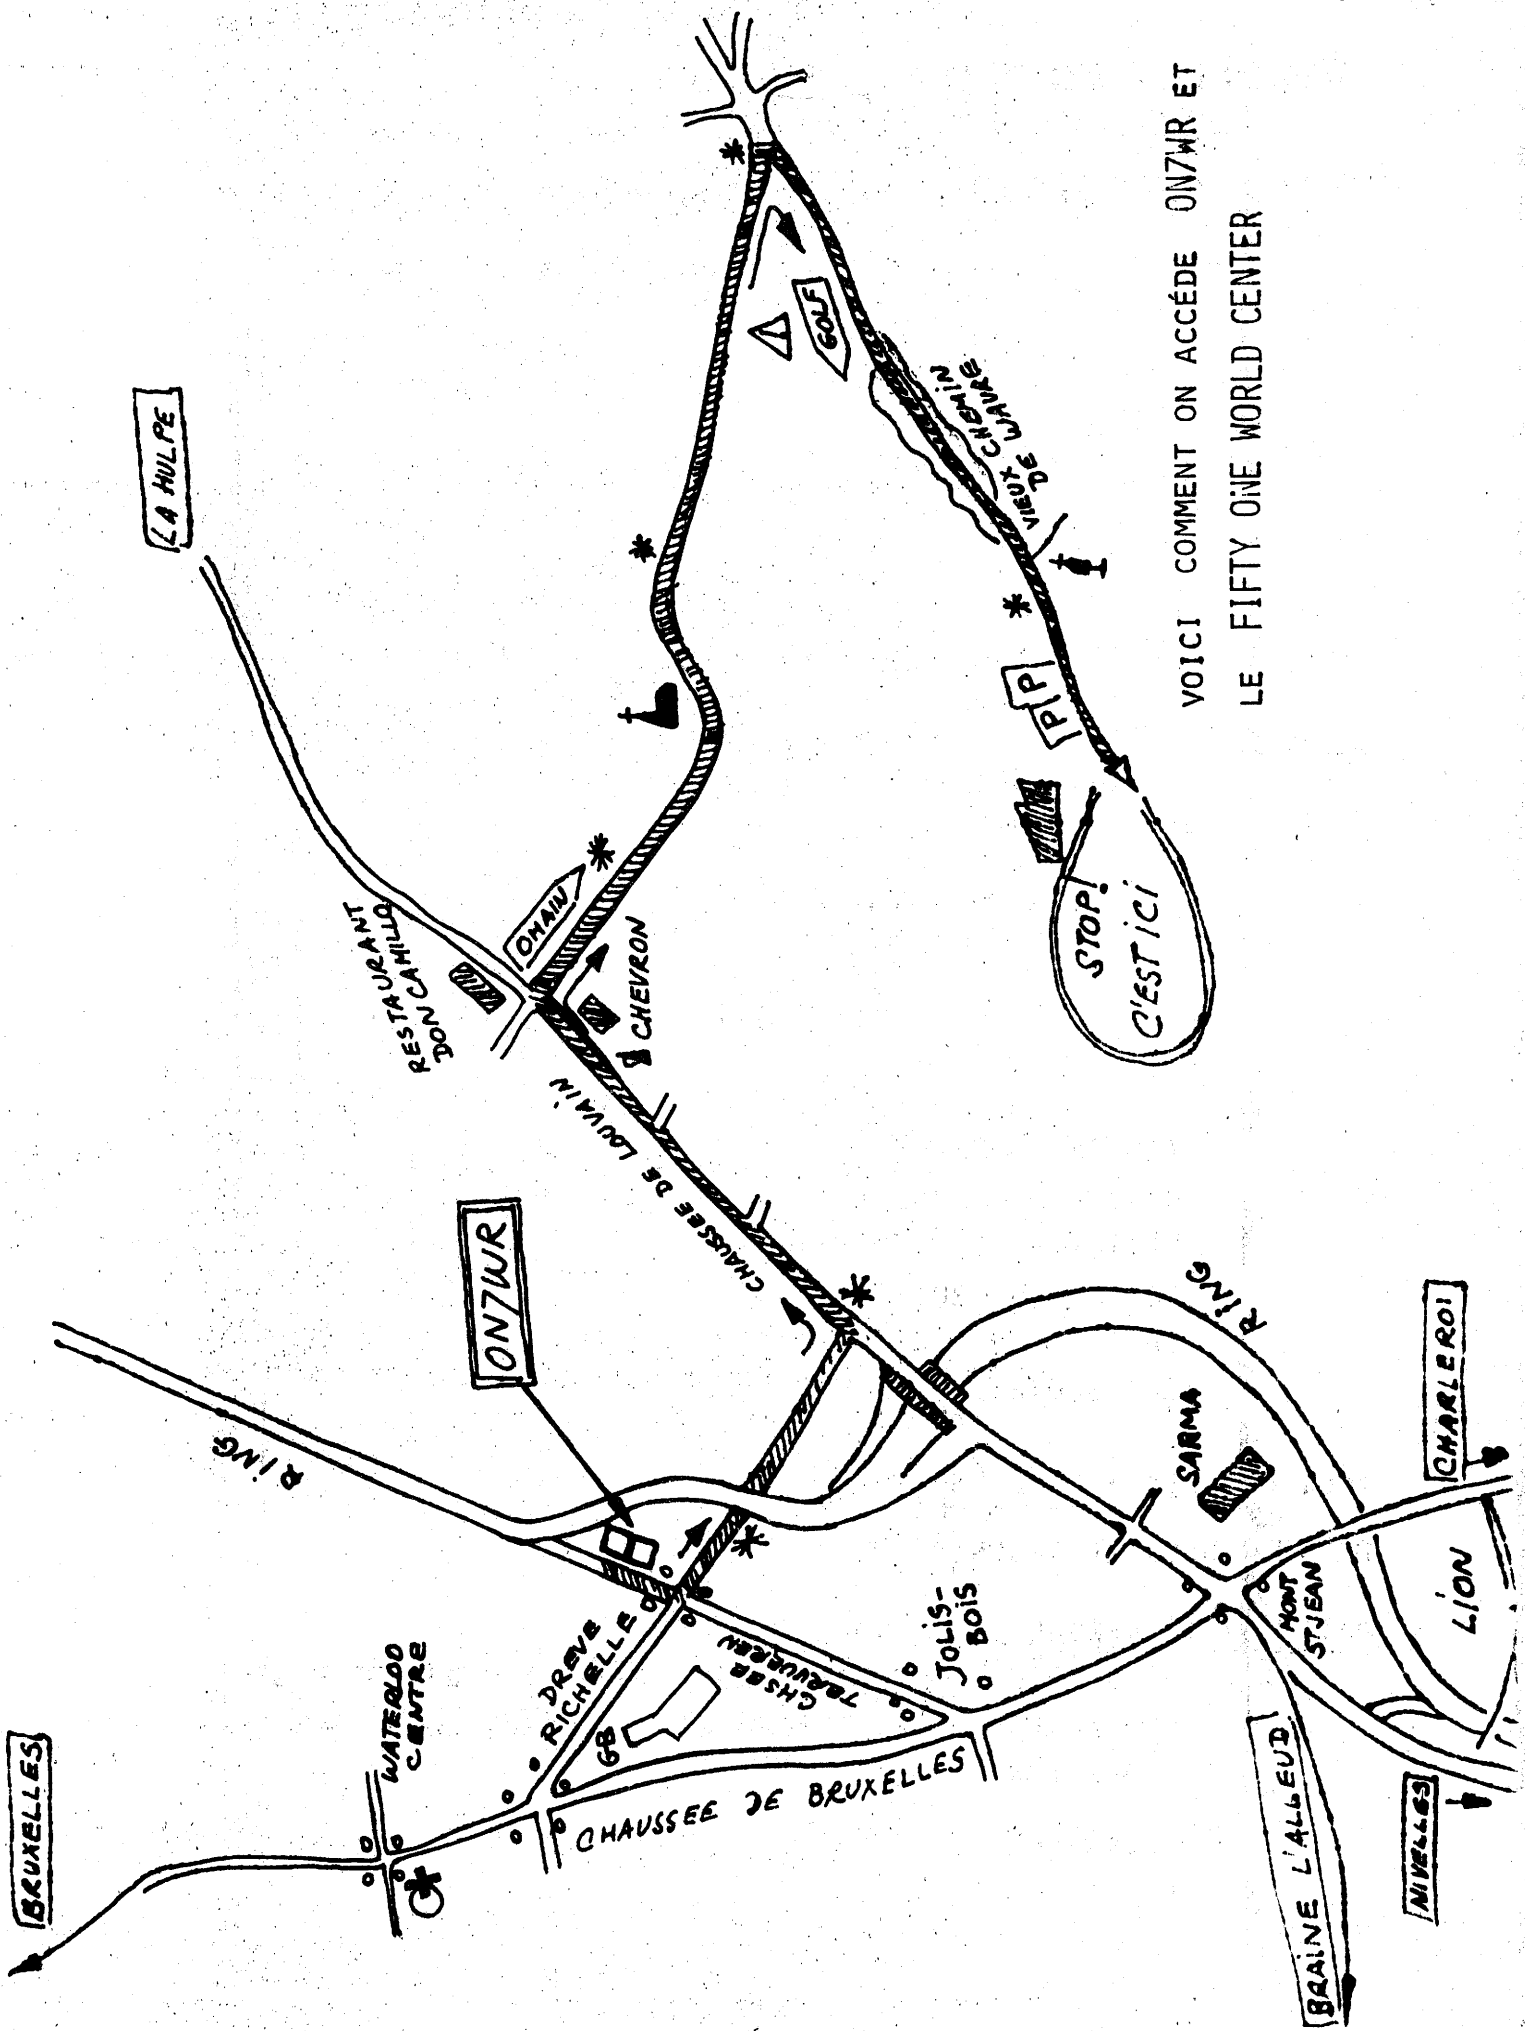 BRUXELLES
WATERLOO
CENTRE
DREVE
RICHELLE
GB
CHAUSSEE DE BRUXELLES
CHSEE
TERVUEREN
JOLIS-
BOIS
RING
ON7WR
CHAUSSEE DE LOUVAIN
RESTAURANT
DON CAMILLO
LA HULPE
OHAIN
CHEVRON
GOLF
VIEUX CHEMIN
DE WAVRE
P P
STOP!
C'EST ICI
RING
SARMA
MONT
ST JEAN
LION
CHARLEROI
NIVELLES
BRAINE L'ALLEUD
VOICI COMMENT ON ACCÉDE ON7WR ET
LE FIFTY ONE WORLD CENTER